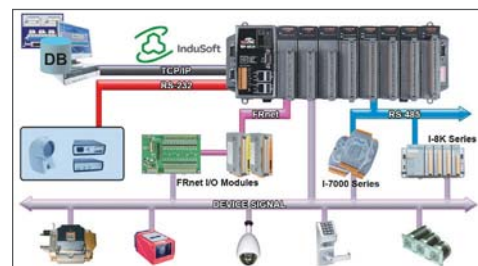 DB
InduSoft
TCP/IP
RS-232
FRnet
RS-485
I-8K Series
FRnet I/O Modules
I-7000 Series
DEVICE SIGNAL